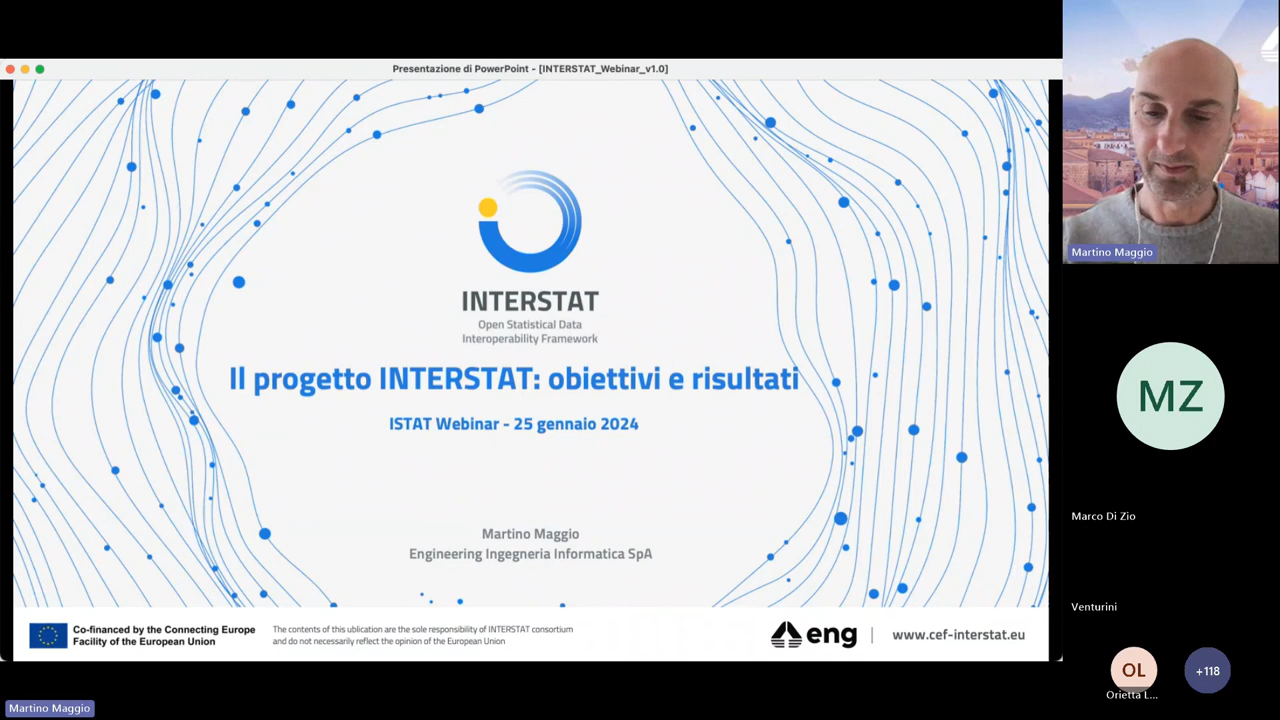 Presentazione di PowerPoint - [INTERSTAT_Webinar_v1.0]
INTERSTAT
Open Statistical Data
Interoperability Framework
Il progetto INTERSTAT: obiettivi e risultati
ISTAT Webinar - 25 gennaio 2024
Martino Maggio
Engineering Ingegneria Informatica SpA
Co-financed by the Connecting Europe
Facility of the European Union
The contents of this ublication are the sole responsibility of INTERSTAT consortium
and do not necessarily reflect the opinion of the European Union
eng
www.cef-interstat.eu
Martino Maggio
MZ
Marco Di Zio
Venturini
OL
Orietta L...
+118
Martino Maggio